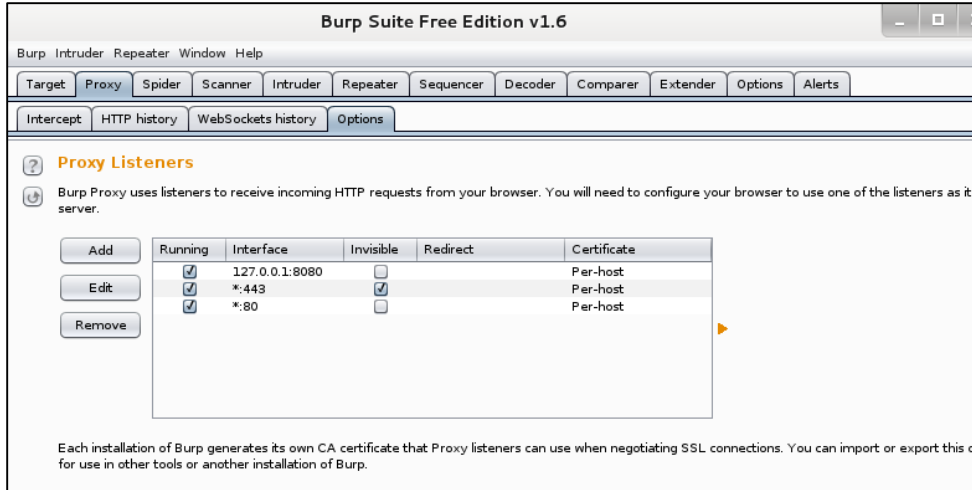 Burp Suite Free Edition v1.6
Burp Intruder Repeater Window Help
Target Proxy Spider Scanner Intruder Repeater Sequencer Decoder Comparer Extender Options Alerts
Intercept HTTP history WebSockets history Options
? Proxy Listeners
Burp Proxy uses listeners to receive incoming HTTP requests from your browser. You will need to configure your browser to use one of the listeners as it
server.
Add Running Interface Invisible Redirect Certificate
127.0.0.1:8080 Per-host
Edit *:443 Per-host
*:80 Per-host
Remove
Each installation of Burp generates its own CA certificate that Proxy listeners can use when negotiating SSL connections. You can import or export this
for use in other tools or another installation of Burp.